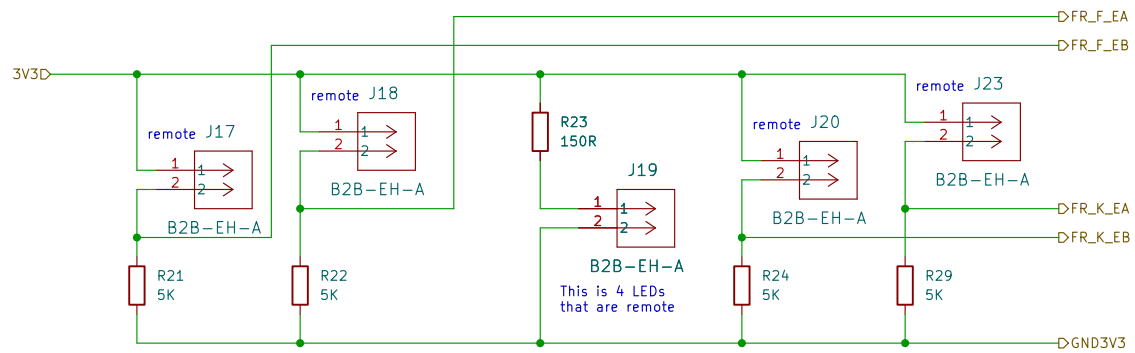 FR_F_EA
FR_F_EB
3V3
remote J23
remote J18
1 1
2 2
B2B-EH-A
R23
150R
remote J17
1 1
2 2
B2B-EH-A
remote J20
1 1
2 2
B2B-EH-A
1 1
2 2
B2B-EH-A
J19
1 1
2 2
B2B-EH-A
FR_K_EA
FR_K_EB
R21
5K
R22
5K
This is 4 LEDs
that are remote
R24
5K
R29
5K
GND3V3